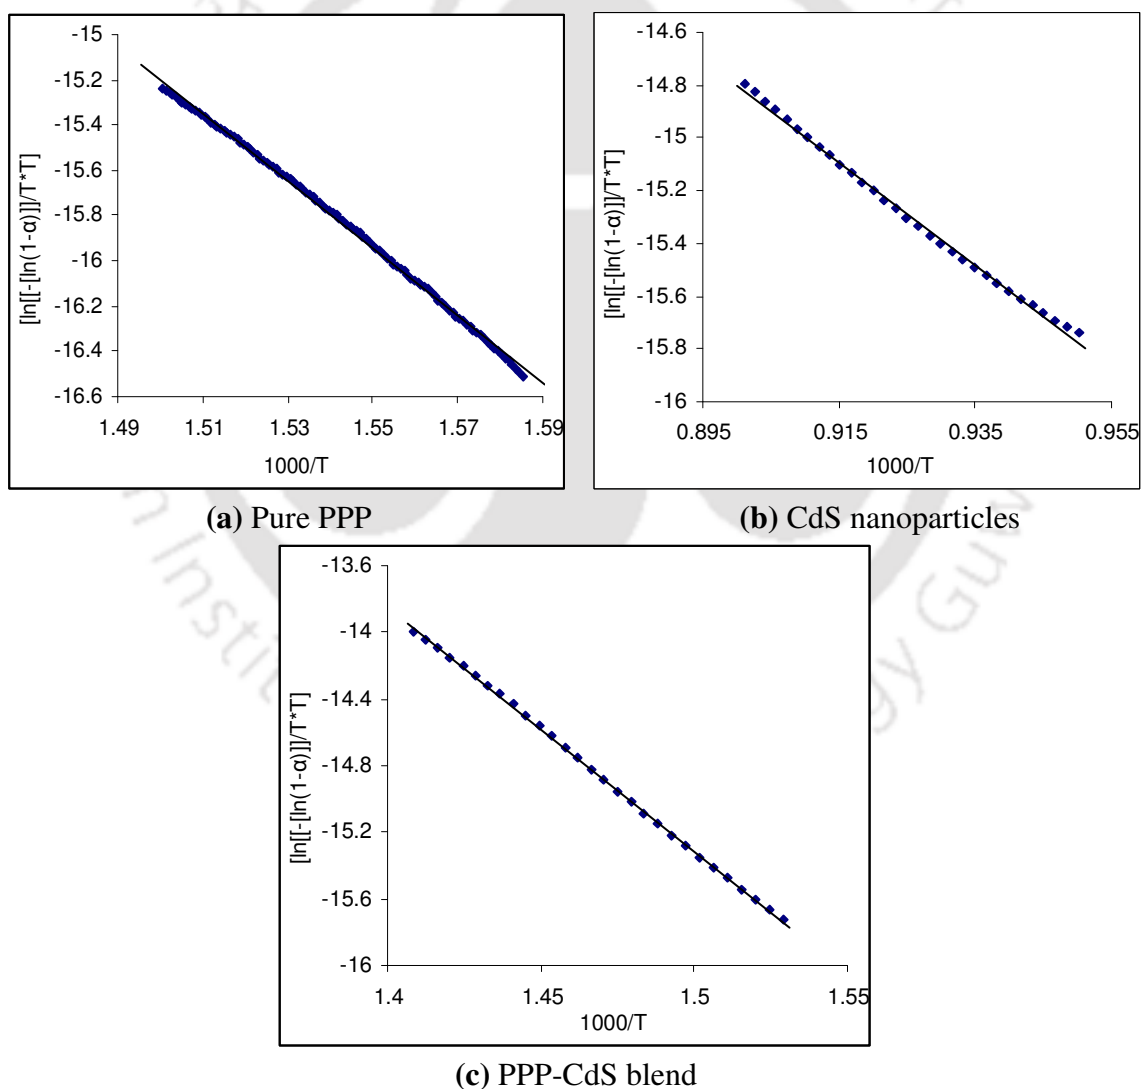 -15
-15.2
-15.4
-15.6
-15.8
-16
-16.2
-16.4
-16.6
[ln[[-[ln(1-α)]]/T*T]
1.49 1.51 1.53 1.55 1.57 1.59
1000/T
(a) Pure PPP
-14.6
-14.8
-15
-15.2
-15.4
-15.6
-15.8
-16
[ln[[-[ln(1-α)]]/T*T]
0.895 0.915 0.935 0.955
1000/T
(b) CdS nanoparticles
-13.6
-14
-14.4
-14.8
-15.2
-15.6
-16
[ln[[-[ln(1-α)]]/T*T]
1.4 1.45 1.5 1.55
1000/T
(c) PPP-CdS blend